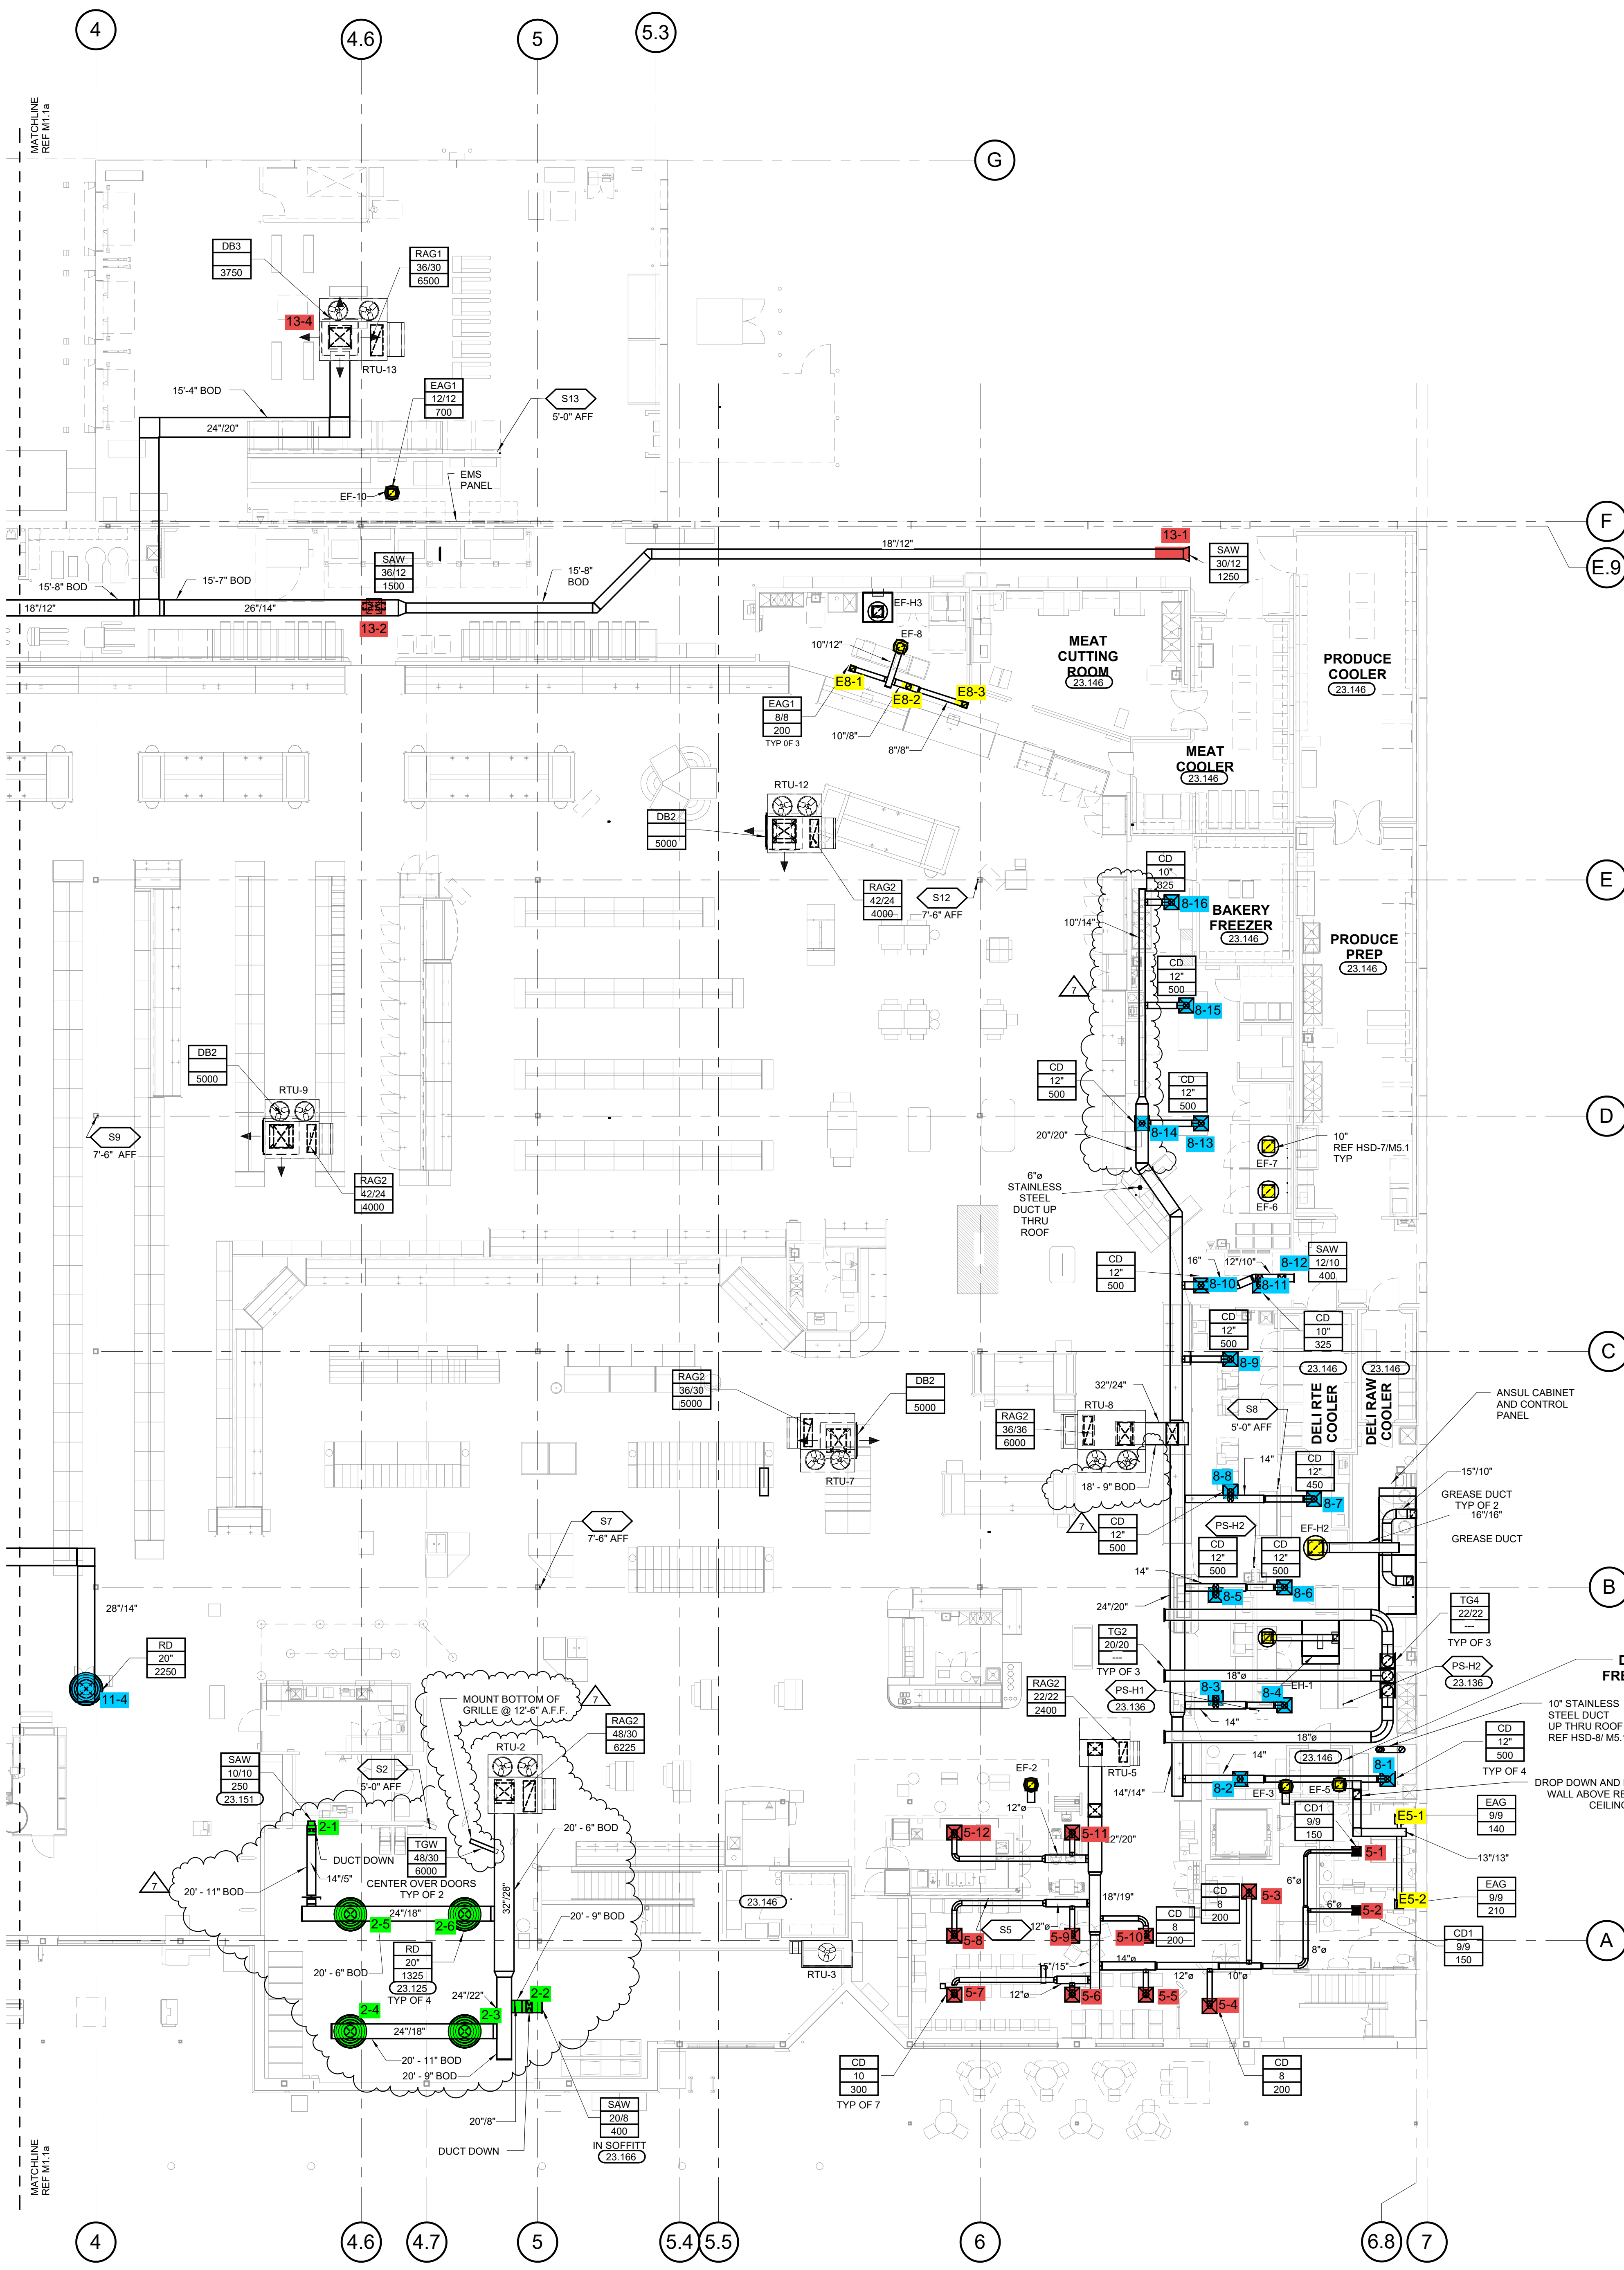 4
4.6
5
5.3
MATCHLINE
REF M1.1a
G
DB3
3750
RAG1
36/30
6500
13-4
RTU-13
15'-4" BOD
24"/20"
EAG1
12/12
700
S13
5'-0" AFF
EMS
PANEL
EF-10
F
E.9
18"/12"
13-1
SAW
30/12
1250
SAW
36/12
1500
15'-8" BOD
15'-7" BOD
15'-8"
BOD
18"/12"
26"/14"
13-2
EF-H3
EF-8
10"/12"
E8-1
E8-2
E8-3
EAG1
8/8
200
TYP 0F 3
10"/8"
8"/8"
MEAT
CUTTING
ROOM
23.146
PRODUCE
COOLER
23.146
MEAT
COOLER
23.146
RTU-12
DB2
5000
RAG2
42/24
4000
S12
7'-6" AFF
E
CD
10"
325
8-16
10"/14"
BAKERY
FREEZER
23.146
PRODUCE
PREP
23.146
CD
12"
500
7
8-15
DB2
5000
RTU-9
S9
7'-6" AFF
RAG2
42/24
4000
CD
12"
500
CD
12"
500
D
8-14
8-13
20"/20"
10"
REF HSD-7/M5.1
TYP
EF-7
EF-6
6"ø
STAINLESS
STEEL
DUCT UP
THRU
ROOF
CD
12"
500
16"
12"/10"
8-12
SAW
12/10
400
8-10
8-11
CD
12"
500
CD
10"
325
C
8-9
23.146
23.146
DELI RTE
COOLER
DELI RAW
COOLER
RAG2
36/30
5000
DB2
5000
RTU-7
32"/24"
RTU-8
RAG2
36/36
6000
S8
5'-0" AFF
ANSUL CABINET
AND CONTROL
PANEL
18' - 9" BOD
14"
CD
12"
450
8-8
8-7
15"/10"
GREASE DUCT
TYP OF 2
16"/16"
GREASE DUCT
S7
7'-6" AFF
7
CD
12"
500
PS-H2
EF-H2
CD
12"
500
CD
12"
500
14"
B
8-5
8-6
24"/20"
28"/14"
RD
20"
2250
11-4
TG4
22/22
---
TYP OF 3
TG2
20/20
---
TYP OF 3
18"ø
PS-H2
23.136
EH-1
RAG2
22/22
2400
PS-H1
23.136
8-3
8-4
14"
18"ø
10" STAINLESS
STEEL DUCT
UP THRU ROOF
REF HSD-8/ M5.
CD
12"
500
TYP OF 4
MOUNT BOTTOM OF
GRILLE @ 12'-6" A.F.F.
7
RAG2
48/30
6225
RTU-2
SAW
10/10
250
23.151
S2
5'-0" AFF
RTU-5
14"/14"
14"
23.146
8-1
8-2
EF-2
EF-3
EF-5
DROP DOWN AND
WALL ABOVE RE
CEILING
2-1
DUCT DOWN
14"/5"
TGW
48/30
6000
CENTER OVER DOORS
TYP OF 2
20' - 6" BOD
7
20' - 11" BOD
32"/28"
24"/18"
2-5
2-6
20' - 9" BOD
RD
20"
1325
23.125
TYP OF 4
20' - 6" BOD
24"/22"
2-2
2-4
2-3
24"/18"
20' - 11" BOD
20' - 9" BOD
20"/8"
DUCT DOWN
SAW
20/8
400
IN SOFFITT
23.166
23.146
RTU-3
12"ø
5-12
5-11
18"/19"
S5
12"ø
5-8
5-9
5-10
CD
8
200
CD
8
200
5-3
CD1
9/9
150
5-1
E5-1
EAG
9/9
140
13"/13"
6"ø
6"ø
5-2
E5-2
EAG
9/9
210
CD1
9/9
150
A
8"ø
15"/15"
14"ø
12"ø
10"ø
5-7
12"ø
5-6
5-5
5-4
CD
10
300
TYP OF 7
CD
8
200
MATCHLINE
REF M1.1a
4
4.6
4.7
5
5.4
5.5
6
6.8
7